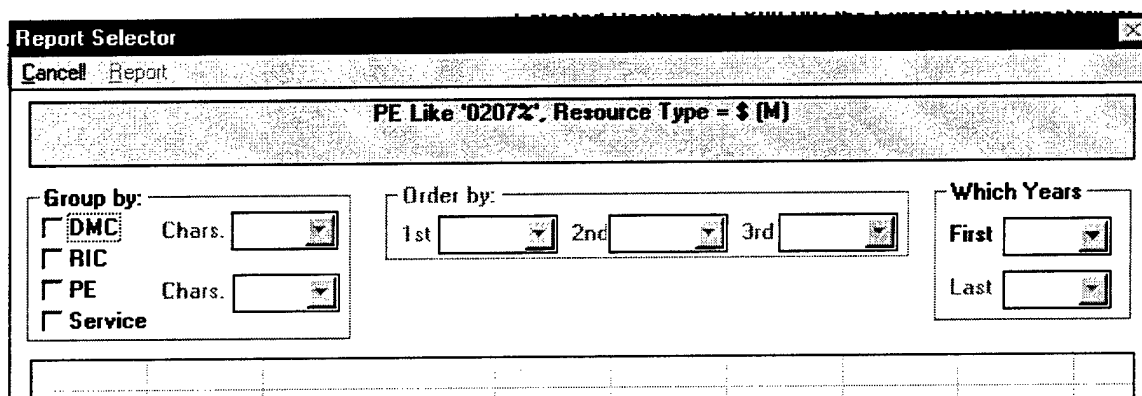 Report Selector
Cancel Report
PE Like '0207%', Resource Type = $ (M)
Group by:
DMC Chars.
RIC
PE Chars.
Service
Order by:
1st 2nd 3rd
Which Years
First
Last